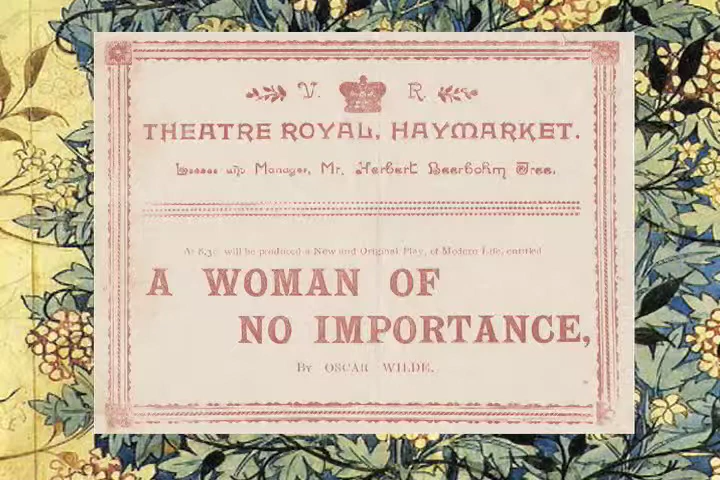 V. R.
THEATRE ROYAL, HAYMARKET.
Lessee and Manager, Mr. Herbert Beerbohm Tree.
At 8.30 will be produced a New and Original Play, of Modern Life, entitled
A WOMAN OF
NO IMPORTANCE,
By OSCAR WILDE.